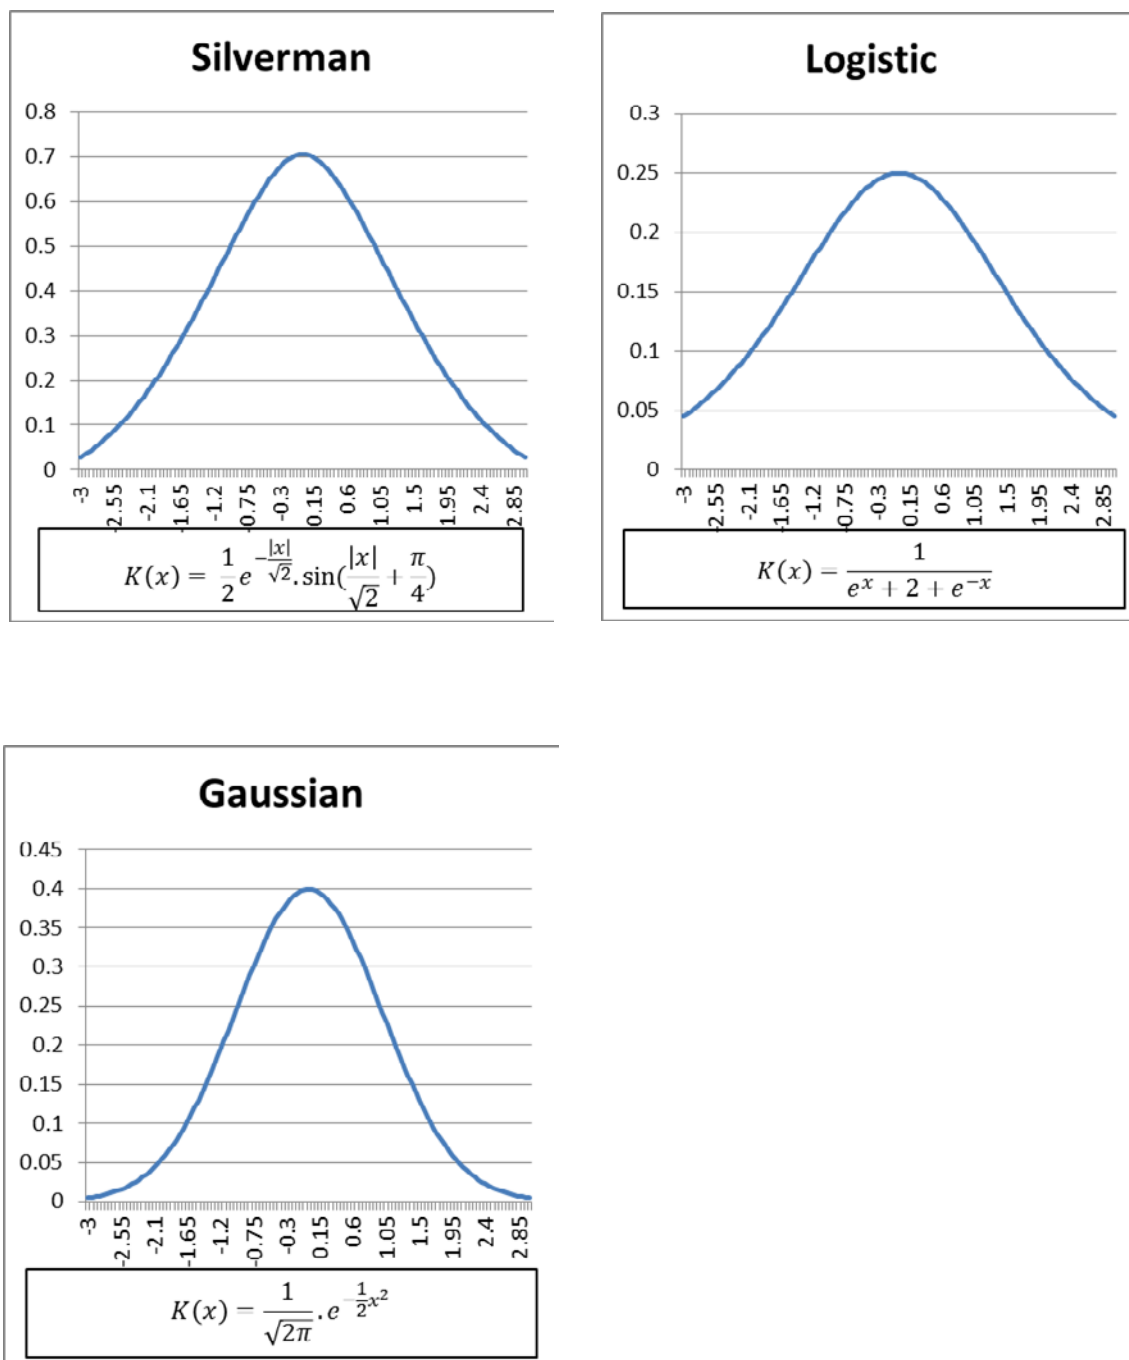 Silverman
0.8
0.7
0.6
0.5
0.4
0.3
0.2
0.1
0
-3 -2.55 -2.1 -1.65 -1.2 -0.75 -0.3 0.15 0.6 1.05 1.5 1.95 2.4 2.85
K(x) = 1/2 e^{-|x|/√2}.sin(|x|/√2 + π/4)
Logistic
0.3
0.25
0.2
0.15
0.1
0.05
0
-3 -2.55 -2.1 -1.65 -1.2 -0.75 -0.3 0.15 0.6 1.05 1.5 1.95 2.4 2.85
K(x) = 1/(e^x + 2 + e^{-x})
Gaussian
0.45
0.4
0.35
0.3
0.25
0.2
0.15
0.1
0.05
0
-3 -2.55 -2.1 -1.65 -1.2 -0.75 -0.3 0.15 0.6 1.05 1.5 1.95 2.4 2.85
K(x) = 1/√(2π) . e^{-1/2 x^2}